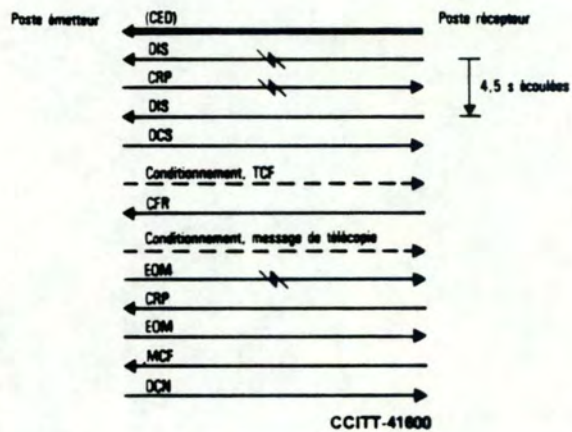 Poste émetteur
(CED)
Poste récepteur
DIS
CRP
4,5 s écoulées
DIS
DCS
Conditionnement, TCF
CFR
Conditionnement, message de télécopie
EOM
CRP
EOM
MCF
DCN
CCITT-41600